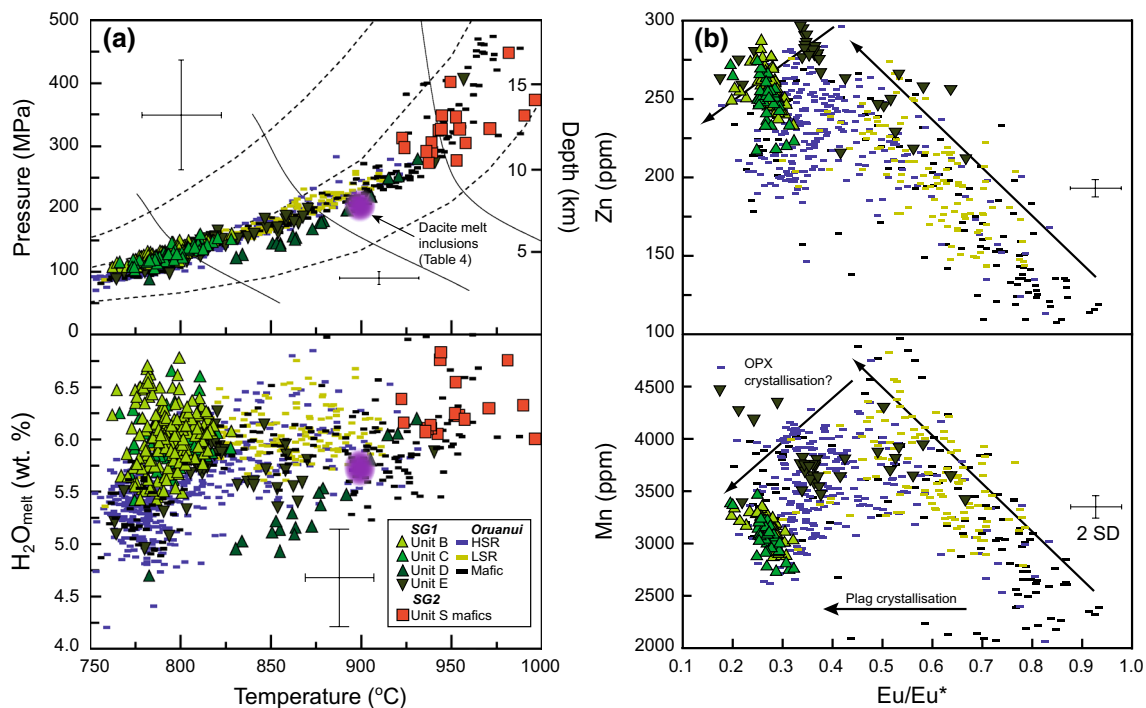 (a)
500
400
300
200
100
0
Pressure (MPa)
15
10
5
Depth (km)
Dacite melt
inclusions
(Table 4)
6.5
6.0
5.5
5.0
4.5
4.0
H₂Omelt (wt. %)
SG1 Oruanui
Unit B HSR
Unit C LSR
Unit D Mafic
Unit E
SG2
Unit S mafics
750 800 850 900 950 1000
Temperature (°C)
(b)
300
250
200
150
100
Zn (ppm)
OPX
crystallisation?
4500
4000
3500
3000
2500
2000
Mn (ppm)
2 SD
Plag crystallisation
0.1 0.2 0.3 0.4 0.5 0.6 0.7 0.8 0.9 1.0
Eu/Eu*